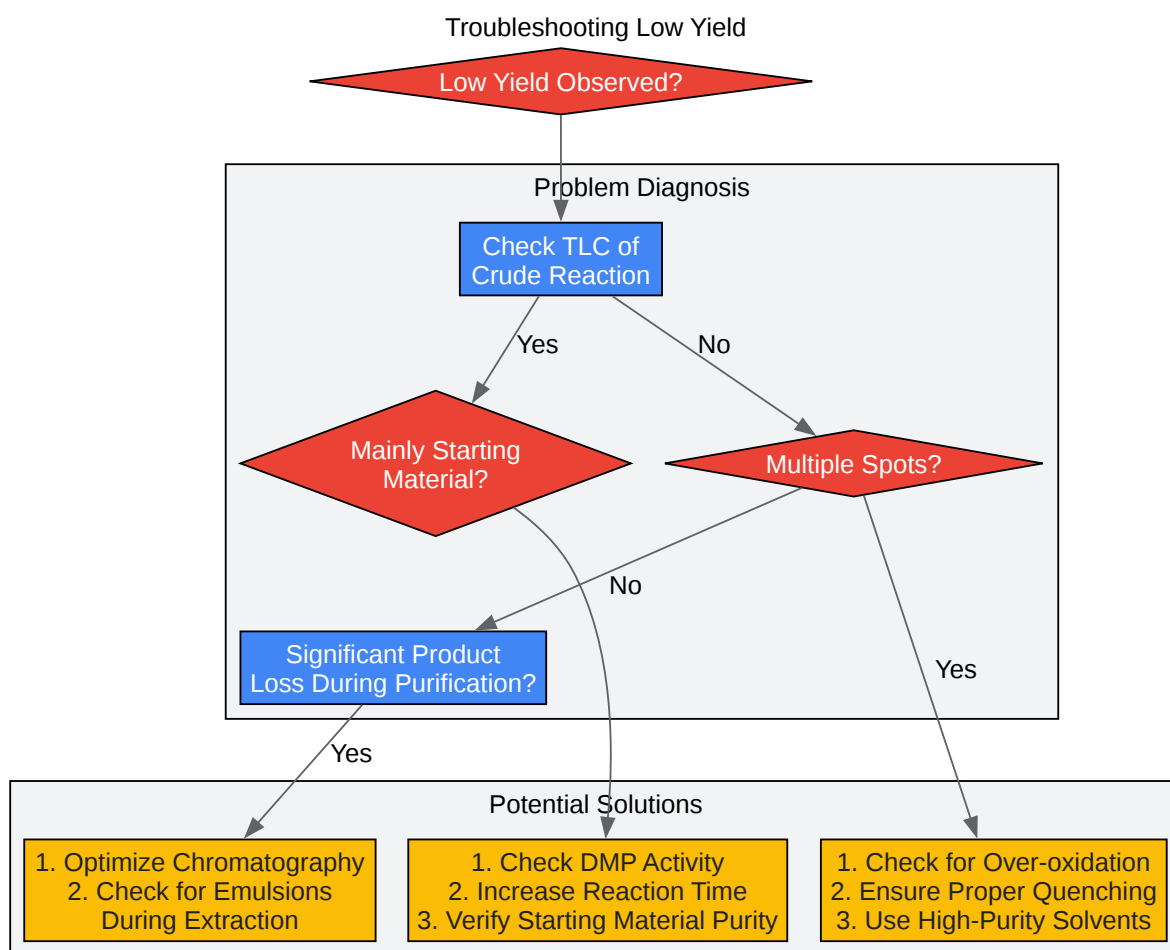 Troubleshooting Low Yield
Low Yield Observed?
Problem Diagnosis
Check TLC of
Crude Reaction
Yes
No
Mainly Starting
Material?
Multiple Spots?
No
Significant Product
Loss During Purification?
Yes
Yes
Potential Solutions
1. Optimize Chromatography
2. Check for Emulsions
During Extraction
1. Check DMP Activity
2. Increase Reaction Time
3. Verify Starting Material Purity
1. Check for Over-oxidation
2. Ensure Proper Quenching
3. Use High-Purity Solvents